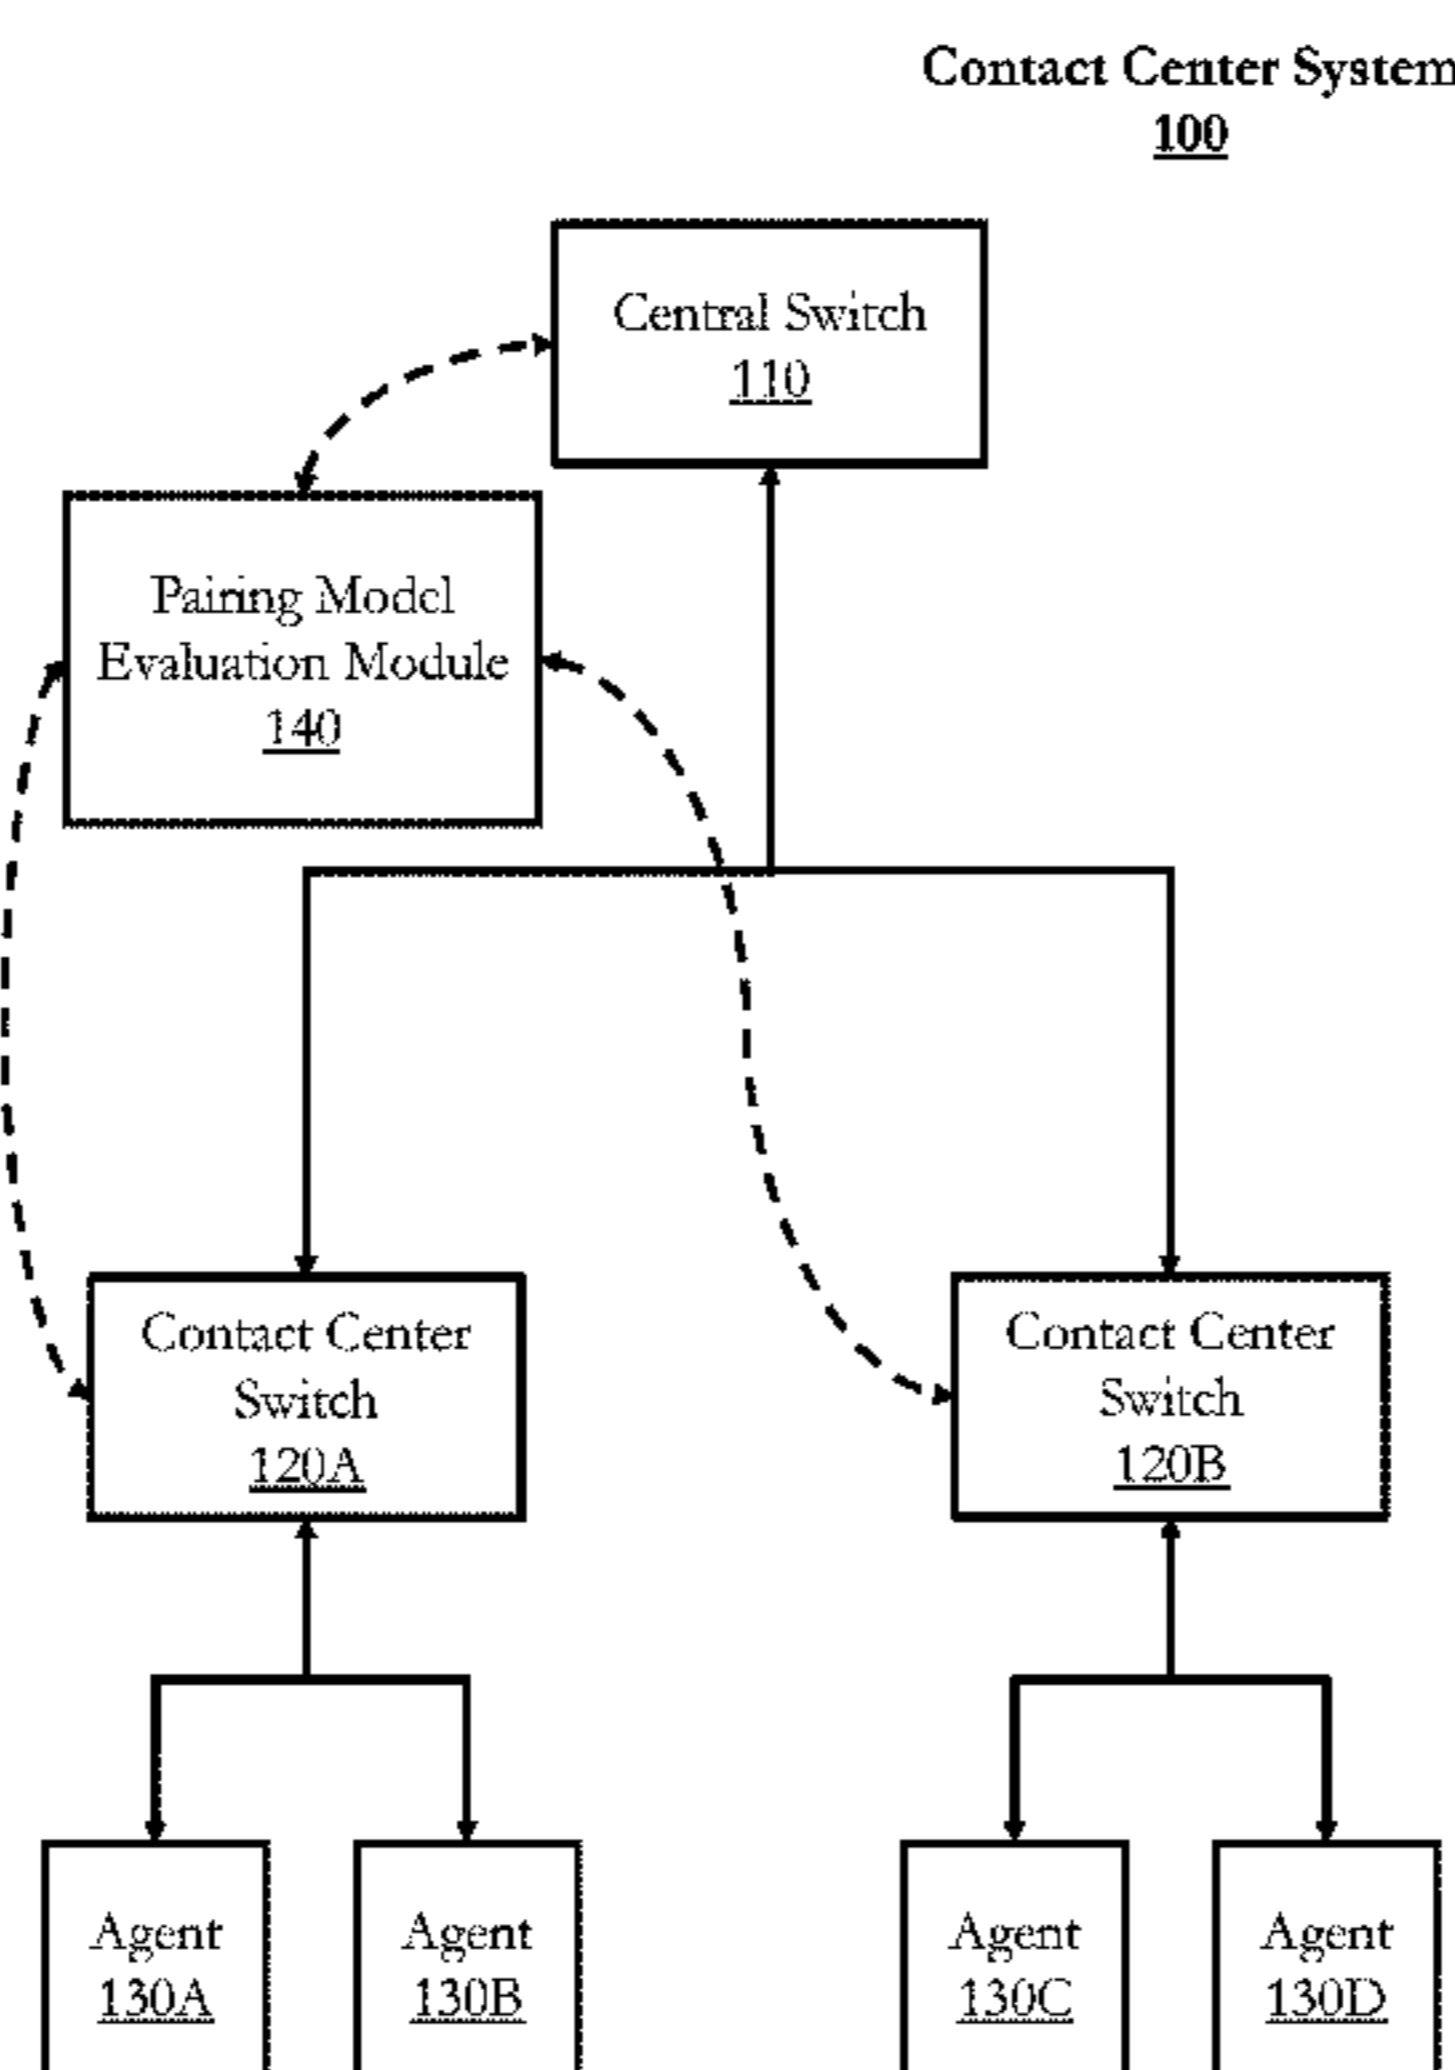 Contact Center System
100
Central Switch
110
Pairing Model
Evaluation Module
140
Contact Center
Switch
120A
Contact Center
Switch
120B
Agent
130A
Agent
130B
Agent
130C
Agent
130D